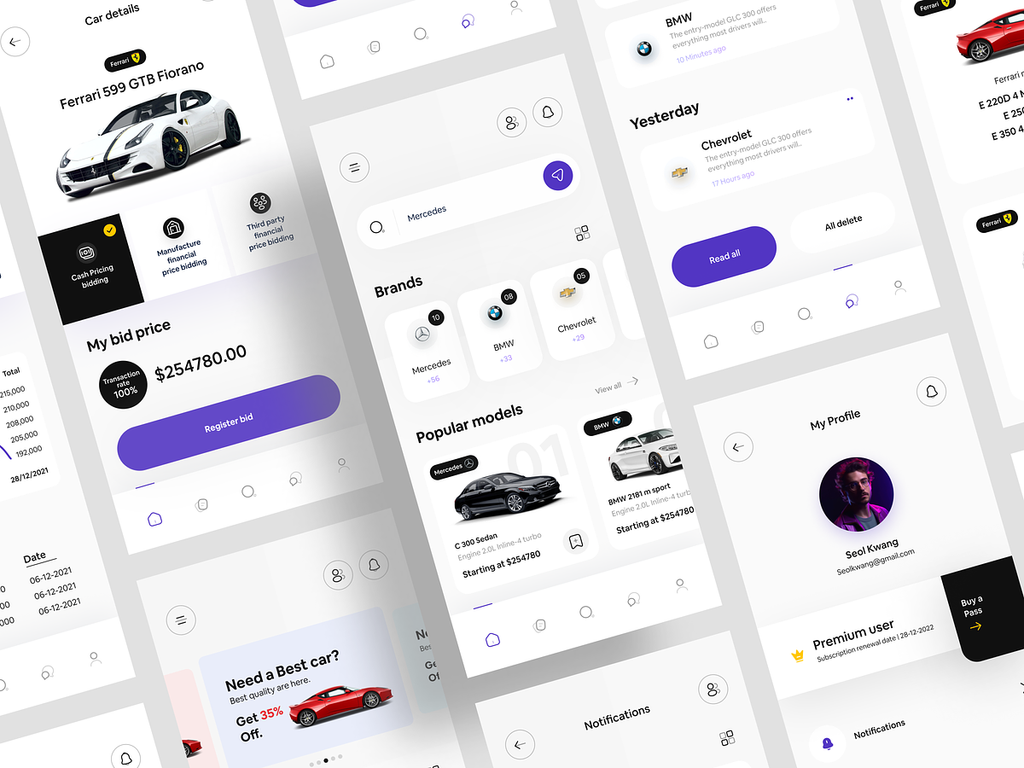 Car details
Ferrari
Ferrari 599 GTB Fiorano
Cash Pricing
bidding
Manufacture
financial
price bidding
Third party
financial
price bidding
My bid price
Transaction
rate
100%
$254780.00
Register bid
Total
215,000
210,000
208,000
205,000
192,000
28/12/2021
Date
06-12-2021
06-12-2021
06-12-2021
Need a Best car?
Best quality are here.
Get 35%
Off.
Mercedes
Brands
10
Mercedes
+56
08
BMW
+33
05
Chevrolet
+29
View all
Popular models
Mercedes
01
C 300 Sedan
Engine 2.0L Inline-4 turbo
Starting at $254780
BMW
BMW 2181 m sport
Engine 2.0L Inline-4 turb
Starting at $254780
Notifications
BMW
The entry-model GLC 300 offers
everything most drivers will..
10 Minutes ago
Yesterday
Chevrolet
The entry-model GLC 300 offers
everything most drivers will..
17 Hours ago
Read all
All delete
My Profile
Seol Kwang
Seolkwang@gmail.com
Premium user
Subscription renewal date | 28-12-2022
Buy a
Pass
Notifications
Ferrari
Ferrari
E 220D 4
E 250
E 350 4
Ferrari